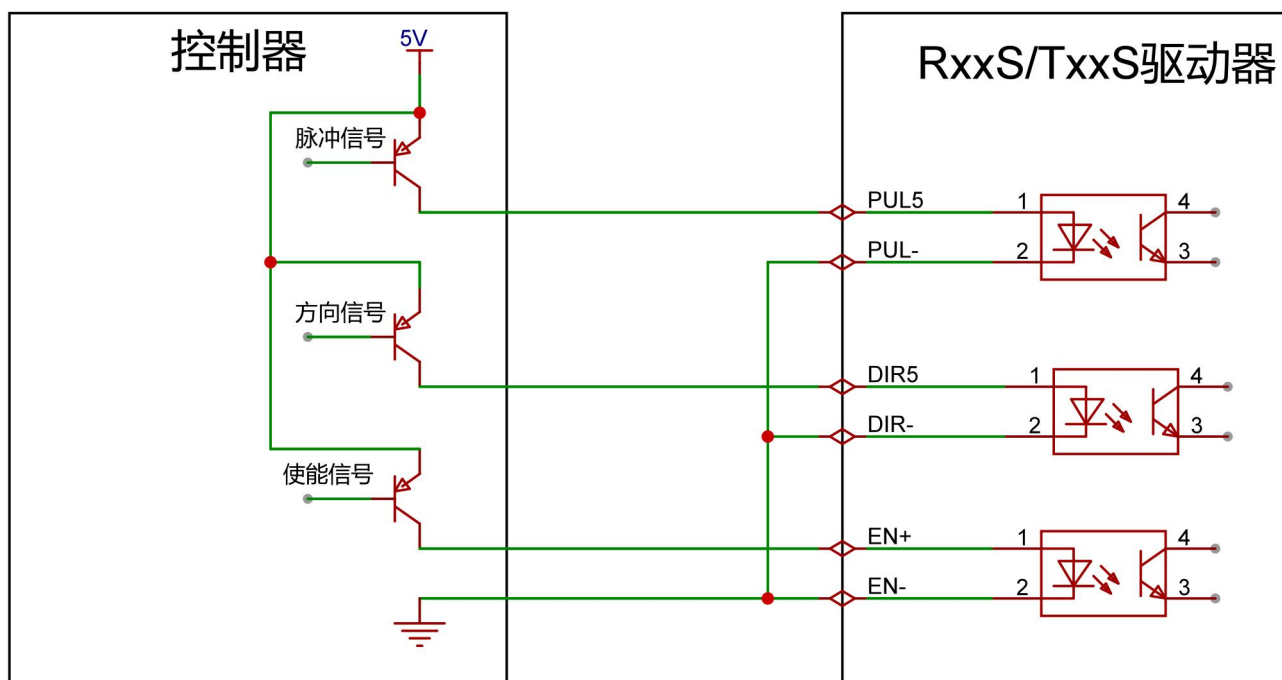 控制器
5V
RxxS/TxxS驱动器
脉冲信号
PUL5
1
4
PUL-
2
3
方向信号
DIR5
1
4
DIR-
2
3
使能信号
EN+
1
4
EN-
2
3